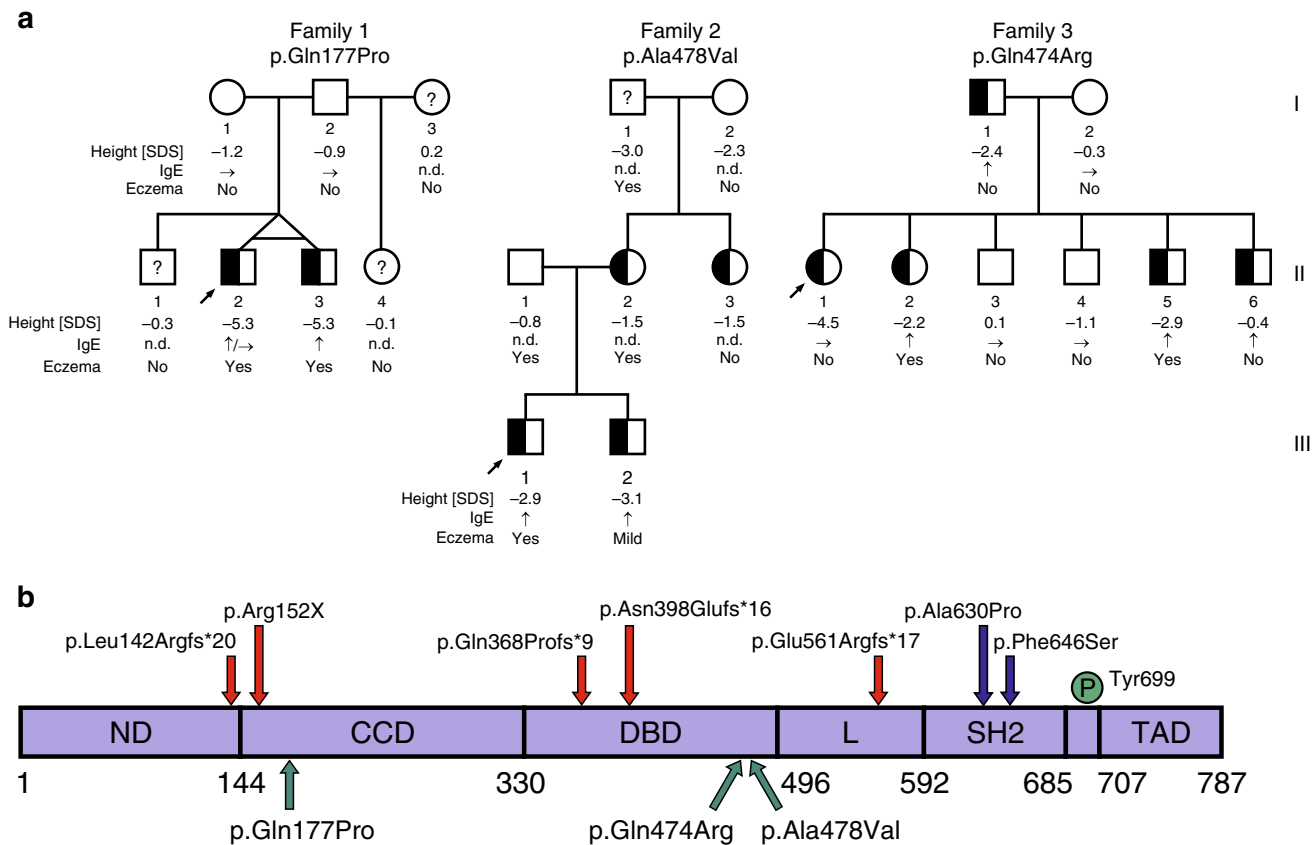 a
Family 1 Family 2 Family 3
p.Gln177Pro p.Ala478Val p.Gln474Arg
? ? I
1 2 3 1 2 1 2
Height [SDS] –1.2 –0.9 0.2 –3.0 –2.3 –2.4 –0.3
IgE → → n.d. n.d. n.d. ↑ →
Eczema No No No Yes No No No
? ? II
1 2 3 4 1 2 3 1 2 3 4 5 6
Height [SDS] –0.3 –5.3 –5.3 –0.1 –0.8 –1.5 –1.5 –4.5 –2.2 0.1 –1.1 –2.9 –0.4
IgE n.d. ↑/→ ↑ n.d. n.d. n.d. n.d. → ↑ → → ↑ ↑
Eczema No Yes Yes No Yes Yes No No Yes No No Yes No
III
1 2
Height [SDS] –2.9 –3.1
IgE ↑ ↑
Eczema Yes Mild
b
p.Arg152X p.Asn398Glufs*16 p.Ala630Pro
p.Leu142Argfs*20 p.Gln368Profs*9 p.Glu561Argfs*17 p.Phe646Ser
P Tyr699
ND CCD DBD L SH2 TAD
1 144 330 496 592 685 707 787
p.Gln177Pro p.Gln474Arg p.Ala478Val